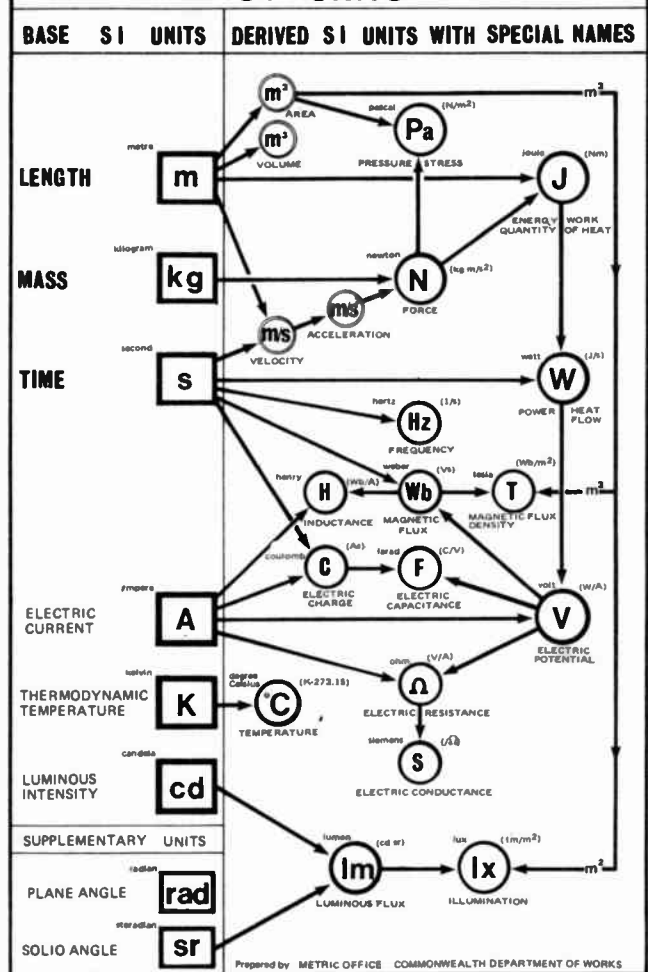 BASE SI UNITS
DERIVED SI UNITS WITH SPECIAL NAMES
m²
AREA
m³
pascal
(N/m²)
Pa
PRESSURE STRESS
m³
VOLUME
metre
LENGTH
m
joule
(Nm)
J
ENERGY WORK
QUANTITY OF HEAT
kilogram
MASS
kg
newton
(kg m/s²)
N
FORCE
m/s
ACCELERATION
m/s
VELOCITY
second
TIME
s
watt
(J/s)
W
POWER HEAT
FLOW
hertz
(1/s)
Hz
FREQUENCY
henry
(Wb/A)
H
INDUCTANCE
weber
(Vs)
Wb
MAGNETIC
FLUX
tesla
(Wb/m²)
T
MAGNETIC FLUX
DENSITY
m³
coulomb
(As)
C
ELECTRIC
CHARGE
farad
(C/V)
F
ELECTRIC
CAPACITANCE
ampere
ELECTRIC
CURRENT
A
volt
(W/A)
V
ELECTRIC
POTENTIAL
kelvin
THERMODYNAMIC
TEMPERATURE
K
degree
Celsius
(K-273.15)
°C
TEMPERATURE
ohm
(V/A)
Ω
ELECTRIC RESISTANCE
siemens
(/Ω)
S
ELECTRIC CONDUCTANCE
candela
LUMINOUS
INTENSITY
cd
SUPPLEMENTARY UNITS
radian
PLANE ANGLE
rad
steradian
SOLIO ANGLE
sr
lumen
(cd sr)
lm
LUMINOUS FLUX
lux
(lm/m²)
lx
ILLUMINATION
m²
Prepared by METRIC OFFICE COMMONWEALTH DEPARTMENT OF WORKS